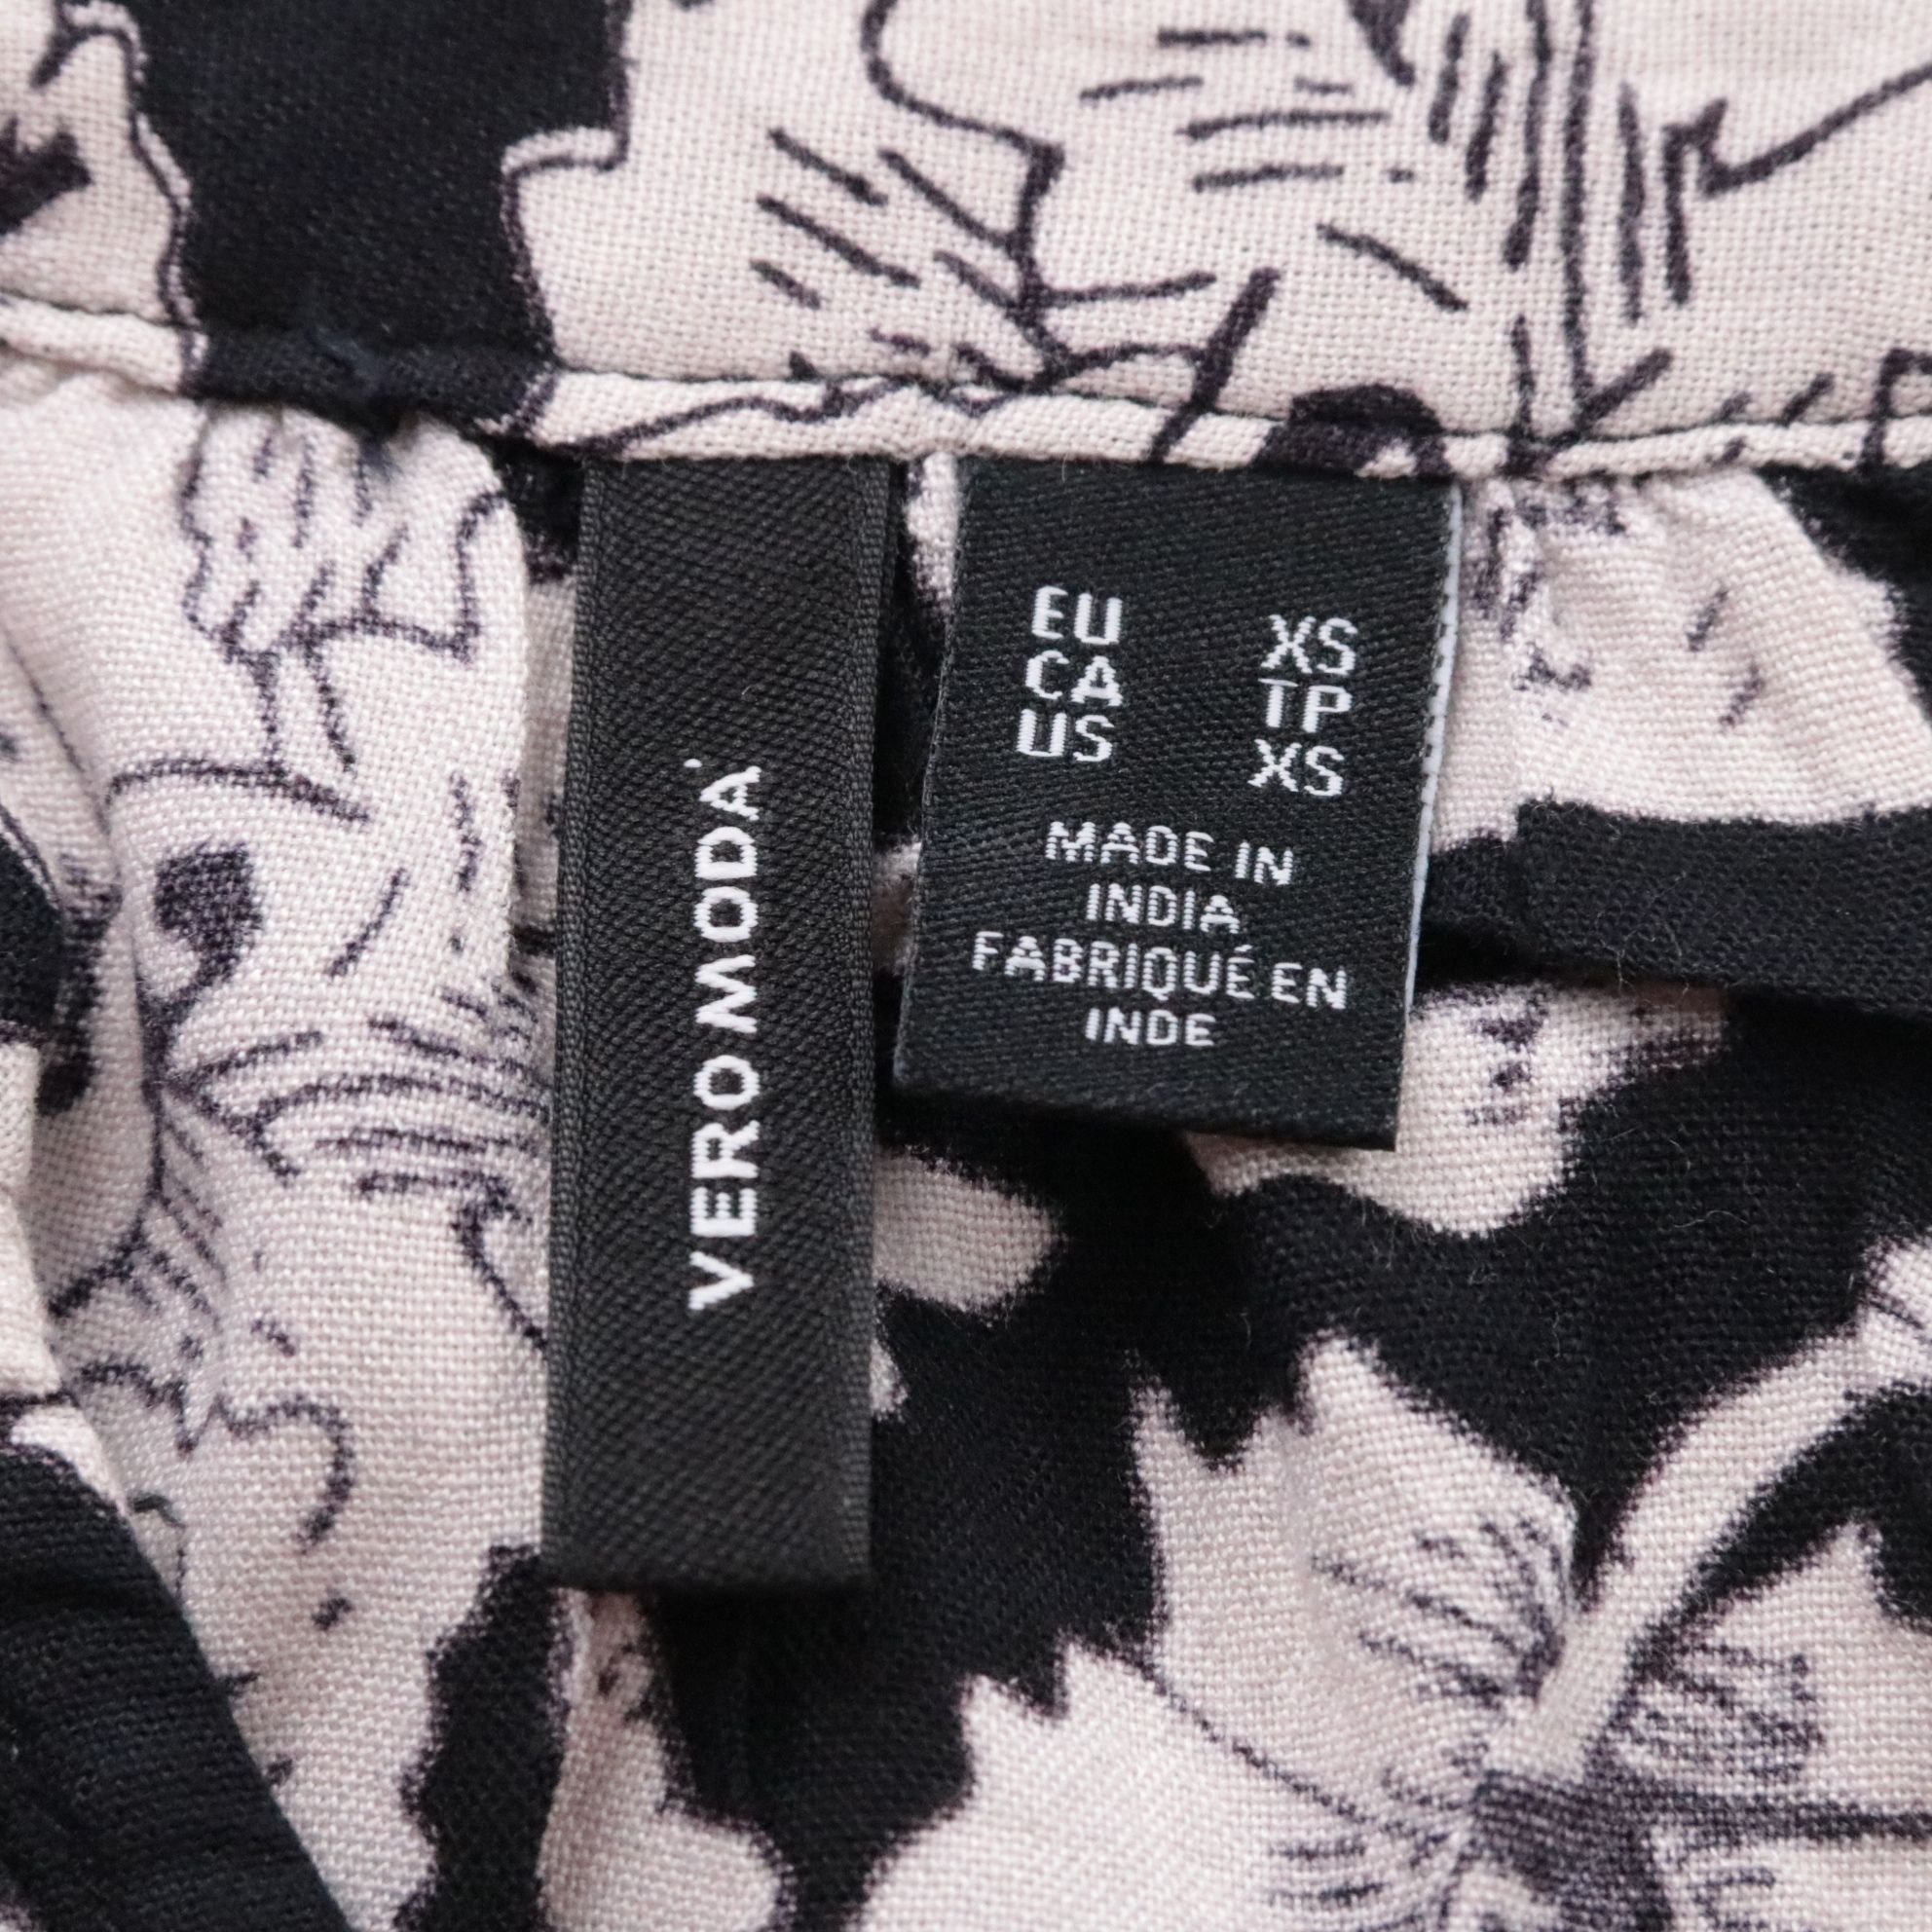 VERO MODA
EU XS
CA TP
US XS
MADE IN
INDIA
FABRIQUÉ EN
INDE